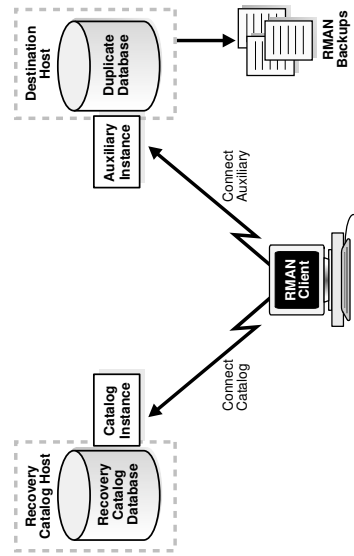 Recovery
Catalog Host
Recovery
Catalog
Database
Catalog
Instance
Connect
Catalog
RMAN
Client
Connect
Auxiliary
Auxiliary
Instance
Destination
Host
Duplicate
Database
RMAN
Backups